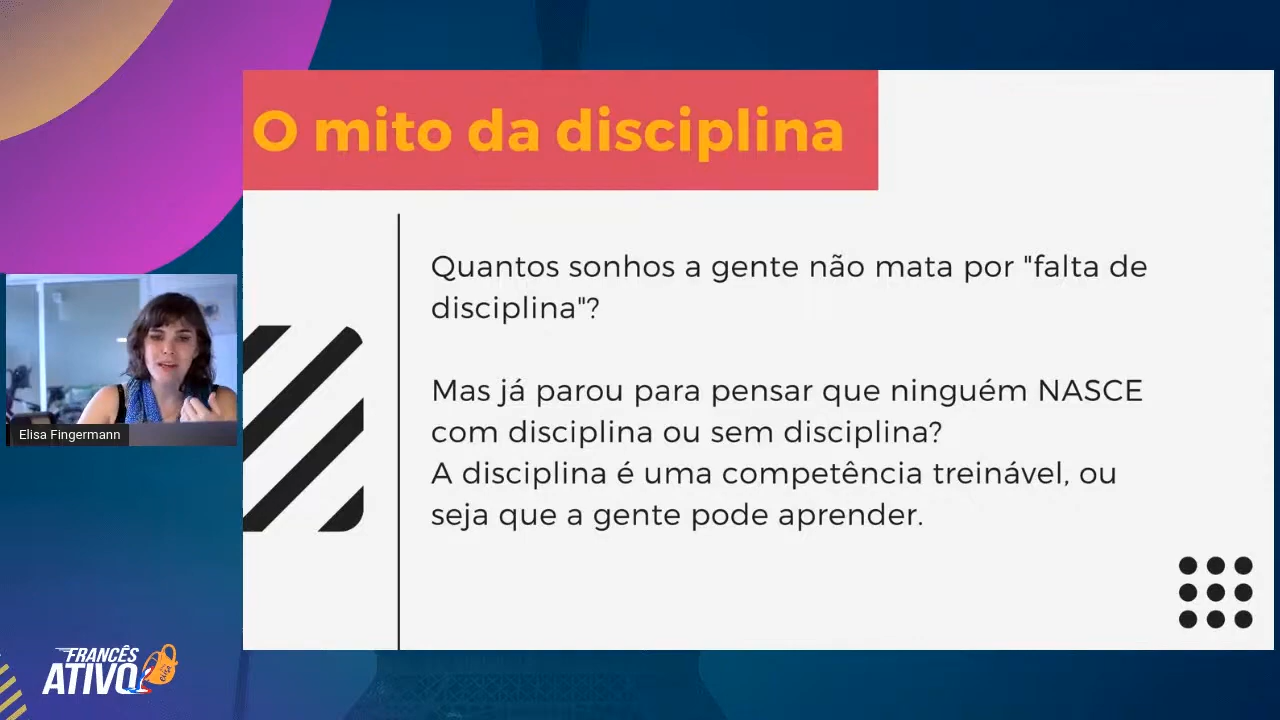 O mito da disciplina
Quantos sonhos a gente não mata por "falta de
disciplina"?
Mas já parou para pensar que ninguém NASCE
com disciplina ou sem disciplina?
A disciplina é uma competência treinável, ou
seja que a gente pode aprender.
Elisa Fingermann
FRANCÊS
ATIVO